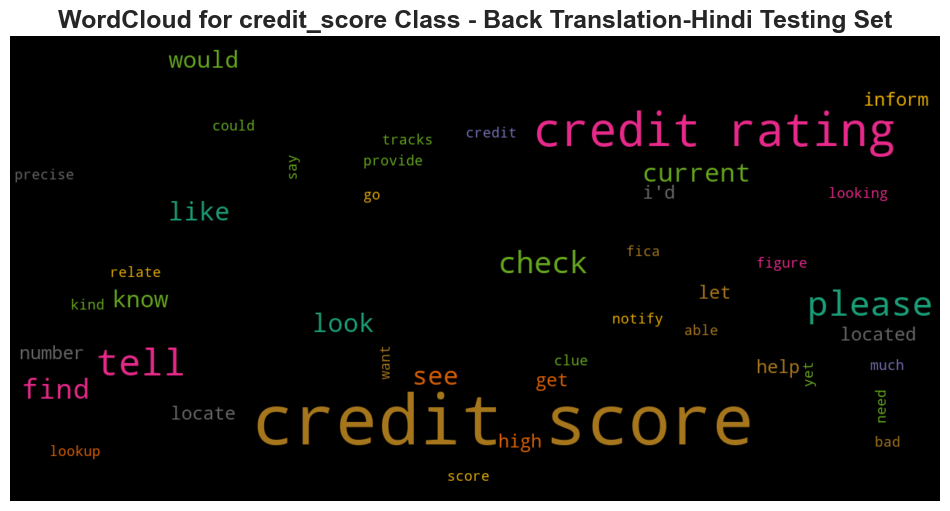 WordCloud for credit_score Class - Back Translation-Hindi Testing Set
would
inform
could
tracks
credit
credit rating
say
provide
precise
current
go
i'd
looking
like
check
fica
figure
relate
kind
know
let
please
look
notify
able
located
number
tell
want
clue
help
yet
much
find
see
get
locate
credit score
need
high
bad
lookup
score